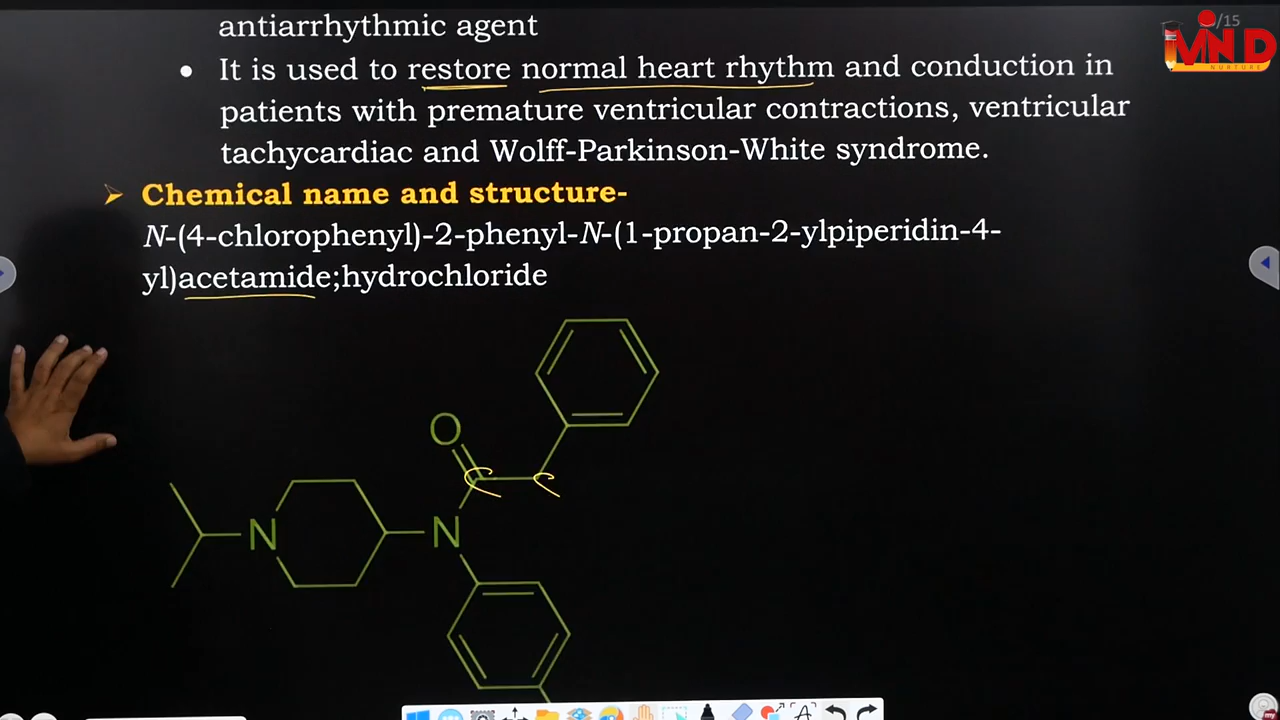 antiarrhythmic agent
/15
MND
NURTURE
• It is used to restore normal heart rhythm and conduction in
patients with premature ventricular contractions, ventricular
tachycardiac and Wolff-Parkinson-White syndrome.
➢ Chemical name and structure-
N-(4-chlorophenyl)-2-phenyl-N-(1-propan-2-ylpiperidin-4-
yl)acetamide;hydrochloride
O
C C
N N